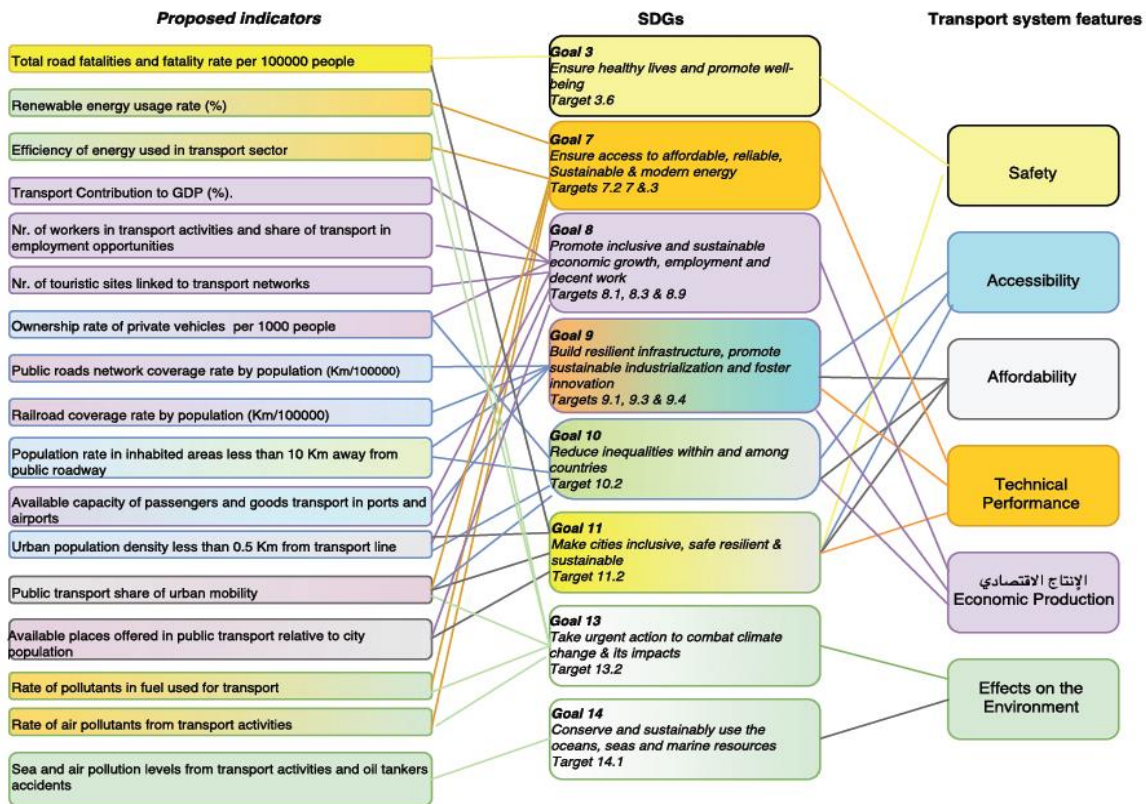 Proposed indicators
Total road fatalities and fatality rate per 100000 people
Renewable energy usage rate (%)
Efficiency of energy used in transport sector
Transport Contribution to GDP (%).
Nr. of workers in transport activities and share of transport in
employment opportunities
Nr. of touristic sites linked to transport networks
Ownership rate of private vehicles per 1000 people
Public roads network coverage rate by population (Km/100000)
Railroad coverage rate by population (Km/100000)
Population rate in inhabited areas less than 10 Km away from
public roadway
Available capacity of passengers and goods transport in ports and
airports
Urban population density less than 0.5 Km from transport line
Public transport share of urban mobility
Available places offered in public transport relative to city
population
Rate of pollutants in fuel used for transport
Rate of air pollutants from transport activities
Sea and air pollution levels from transport activities and oil tankers
accidents
SDGs
Goal 3
Ensure healthy lives and promote well-
being
Target 3.6
Goal 7
Ensure access to affordable, reliable,
Sustainable & modern energy
Targets 7.2 7 &.3
Goal 8
Promote inclusive and sustainable
economic growth, employment and
decent work
Targets 8.1, 8.3 & 8.9
Goal 9
Build resilient infrastructure, promote
sustainable industrialization and foster
innovation
Targets 9.1, 9.3 & 9.4
Goal 10
Reduce inequalities within and among
countries
Target 10.2
Goal 11
Make cities inclusive, safe resilient &
sustainable
Target 11.2
Goal 13
Take urgent action to combat climate
change & its impacts
Target 13.2
Goal 14
Conserve and sustainably use the
oceans, seas and marine resources
Target 14.1
Transport system features
Safety
Accessibility
Affordability
Technical
Performance
الإنتاج الاقتصادي
Economic Production
Effects on the
Environment